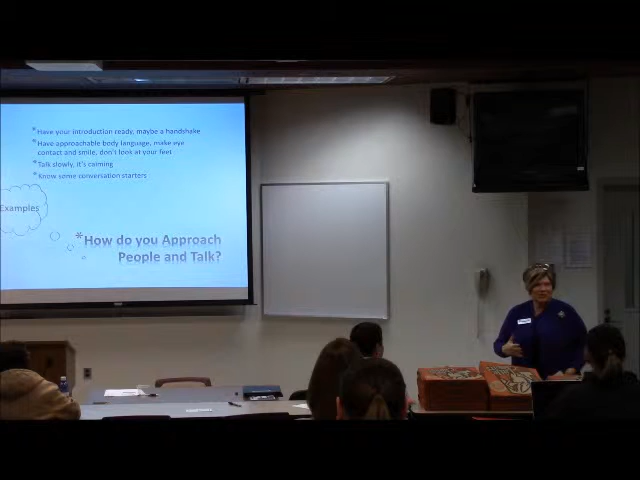 *Have your introduction ready, maybe a handshake
*Have approachable body language, make eye
contact and smile, don't look at your feet
*Talk slowly, it's calming
*Know some conversation starters
Examples
*How do you Approach
People and Talk?